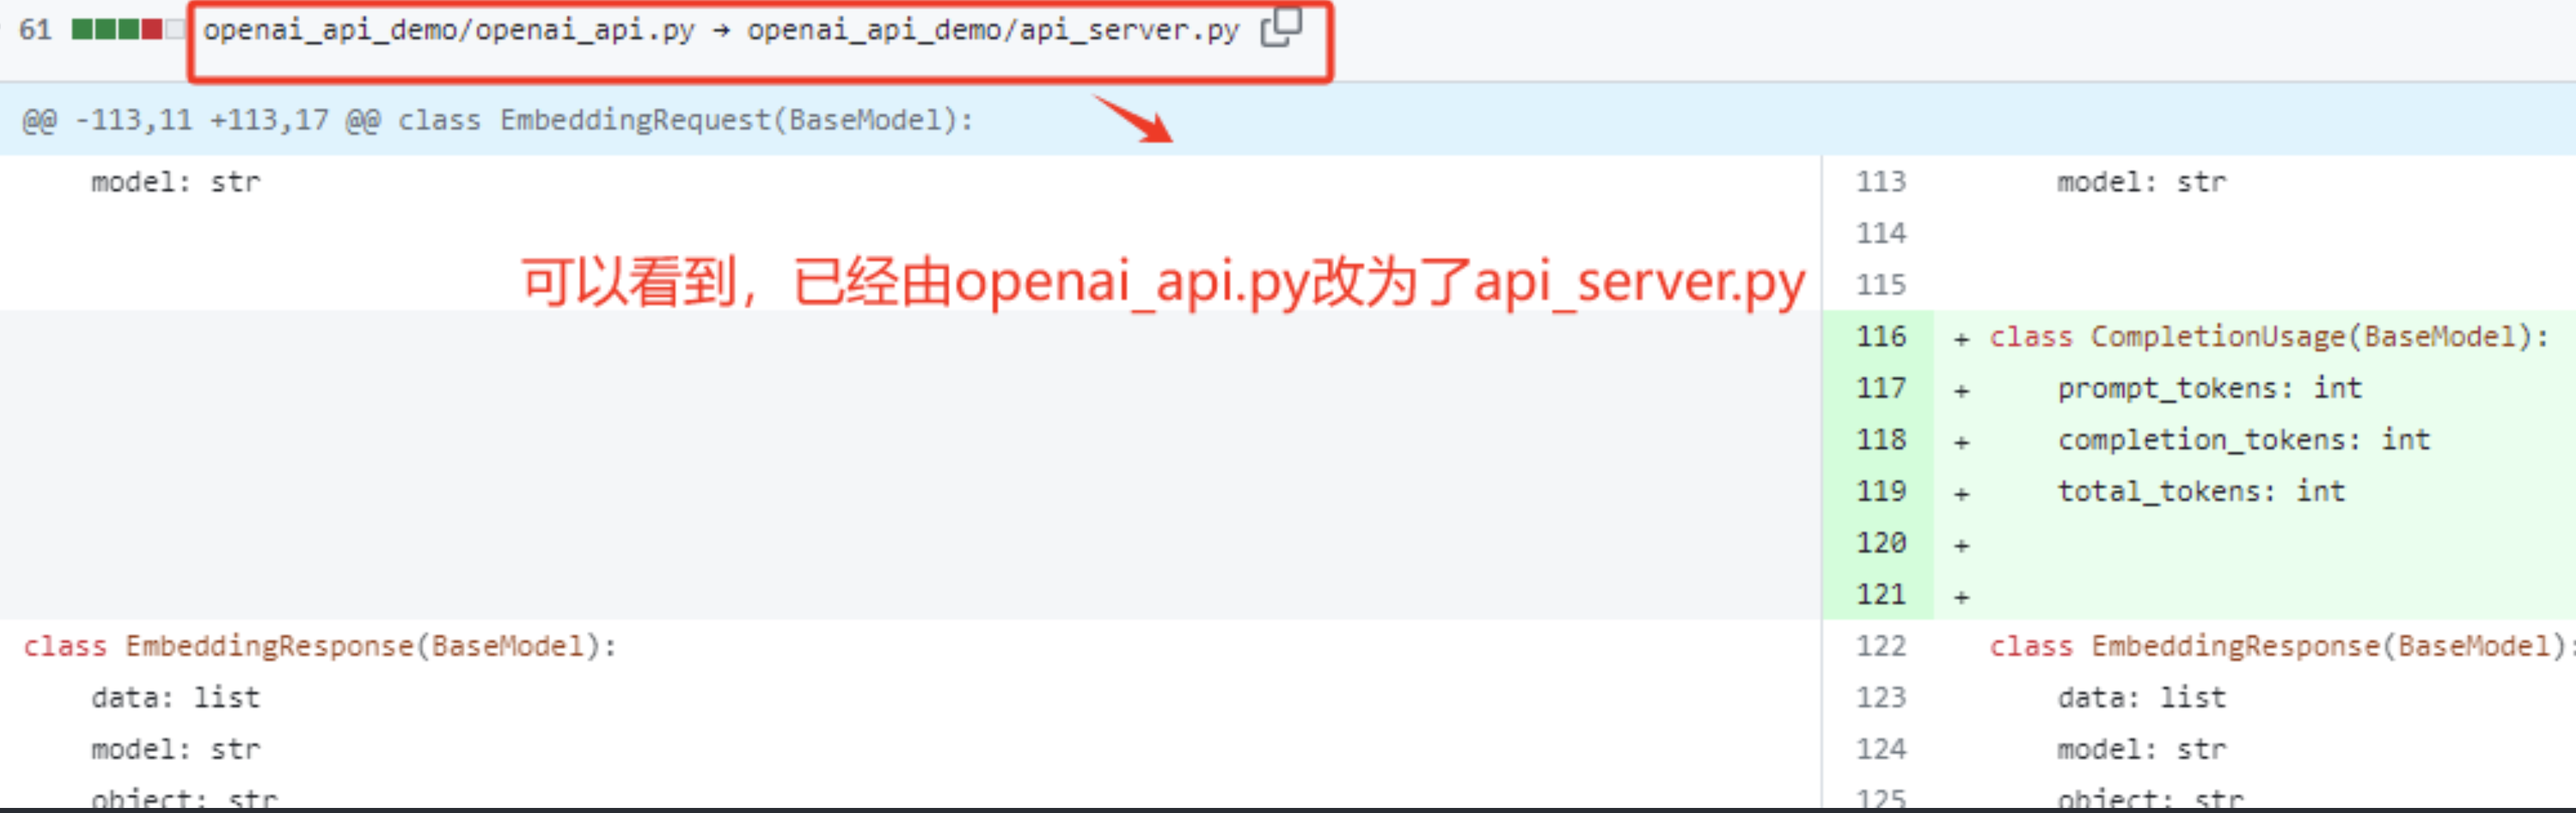 61 openai_api_demo/openai_api.py → openai_api_demo/api_server.py
@@ -113,11 +113,17 @@ class EmbeddingRequest(BaseModel):
model: str
113 model: str
114
可以看到，已经由openai_api.py改为了api_server.py
115
116 + class CompletionUsage(BaseModel):
117 + prompt_tokens: int
118 + completion_tokens: int
119 + total_tokens: int
120 +
121 +
class EmbeddingResponse(BaseModel):
122 class EmbeddingResponse(BaseModel):
data: list
123 data: list
model: str
124 model: str
object: str
125 object: str